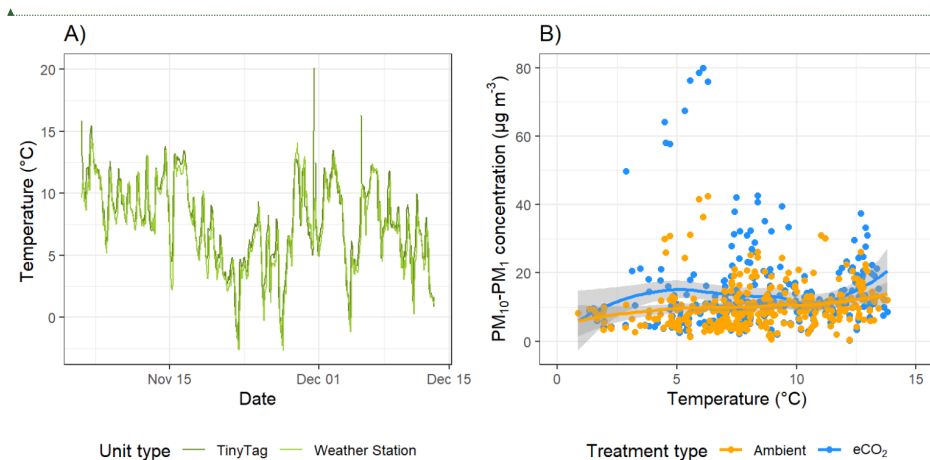 A)
B)
Temperature (°C)
20
15
10
5
0
Nov 15
Dec 01
Dec 15
Date
Unit type
TinyTag
Weather Station
PM₁₀-PM₁ concentration (µg m⁻³)
80
60
40
20
0
0
5
10
15
Temperature (°C)
Treatment type
Ambient
eCO₂